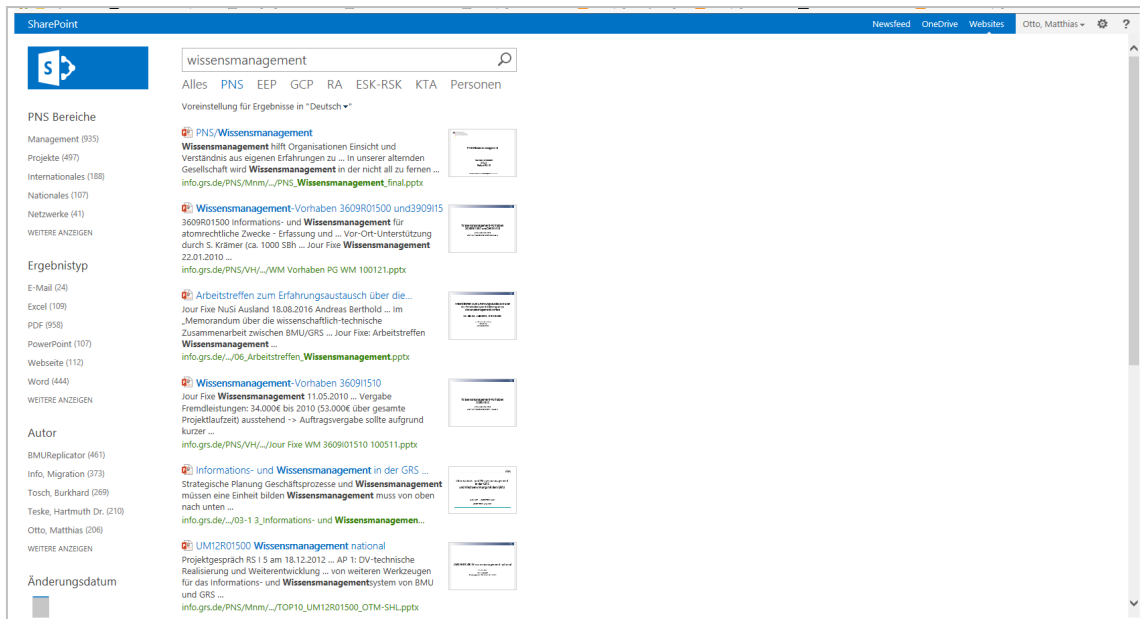 SharePoint
Newsfeed OneDrive Websites Otto, Matthias ?
S
wissensmanagement
Alles PNS EEP GCP RA ESK-RSK KTA Personen
Voreinstellung für Ergebnisse in "Deutsch"
PNS Bereiche
Management (935)
Projekte (497)
Internationales (188)
Nationales (107)
Netzwerke (41)
WEITERE ANZEIGEN
Ergebnistyp
E-Mail (24)
Excel (109)
PDF (958)
PowerPoint (107)
Webseite (112)
Word (444)
WEITERE ANZEIGEN
Autor
BMUReplicator (461)
Info, Migration (373)
Tosch, Burkhard (269)
Teske, Hartmuth Dr. (210)
Otto, Matthias (206)
WEITERE ANZEIGEN
Änderungsdatum
PNS/Wissensmanagement
Wissensmanagement hilft Organisationen Einsicht und
Verständnis aus eigenen Erfahrungen zu ... In unserer alternden
Gesellschaft wird Wissensmanagement in der nicht all zu fernen ...
info.grs.de/PNS/Mnm/.../PNS_Wissensmanagement_final.pptx
Wissensmanagement-Vorhaben 3609R01500 und3909I15
3609R01500 Informations- und Wissensmanagement für
atomrechtliche Zwecke - Erfassung und ... Vor-Ort-Unterstützung
durch S. Krämer (ca. 1000 SBh ... Jour Fixe Wissensmanagement
22.01.2010 ...
info.grs.de/PNS/VH/.../WM Vorhaben PG WM 100121.pptx
Arbeitstreffen zum Erfahrungsaustausch über die...
Jour Fixe NuSi Ausland 18.08.2016 Andreas Berthold ... Im
„Memorandum über die wissenschaftlich-technische
Zusammenarbeit zwischen BMU/GRS ... Jour Fixe: Arbeitstreffen
Wissensmanagement ...
info.grs.de/.../06_Arbeitstreffen_Wissensmanagement.pptx
Wissensmanagement-Vorhaben 3609I1510
Jour Fixe Wissensmanagement 11.05.2010 ... Vergabe
Fremdleistungen: 34.000€ bis 2010 (53.000€ über gesamte
Projektlaufzeit) ausstehend -> Auftragsvergabe sollte aufgrund
kurzer ...
info.grs.de/PNS/VH/.../Jour Fixe WM 3609I01510 100511.pptx
Informations- und Wissensmanagement in der GRS ...
Strategische Planung Geschäftsprozesse und Wissensmanagement
müssen eine Einheit bilden Wissensmanagement muss von oben
nach unten ...
info.grs.de/.../03-1 3_Informations- und Wissensmanagemen...
UM12R01500 Wissensmanagement national
Projektgespräch RS I 5 am 18.12.2012 ... AP 1: DV-technische
Realisierung und Weiterentwicklung ... von weiteren Werkzeugen
für das Informations- und Wissensmanagementsystem von BMU
und GRS ...
info.grs.de/PNS/Mnm/.../TOP10_UM12R01500_OTM-SHL.pptx